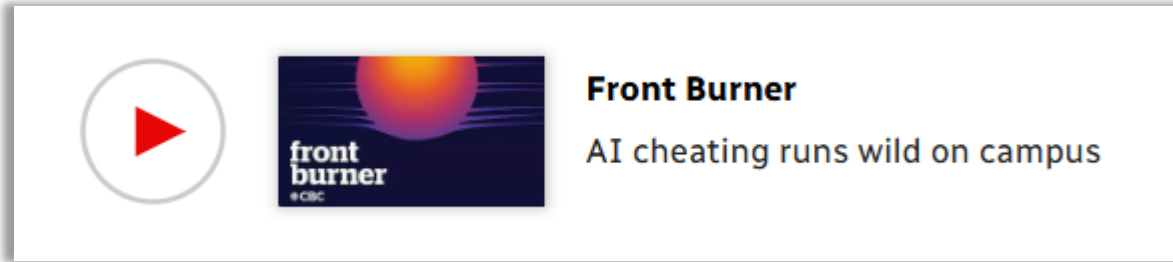 Front Burner
AI cheating runs wild on campus
front
burner
CBC